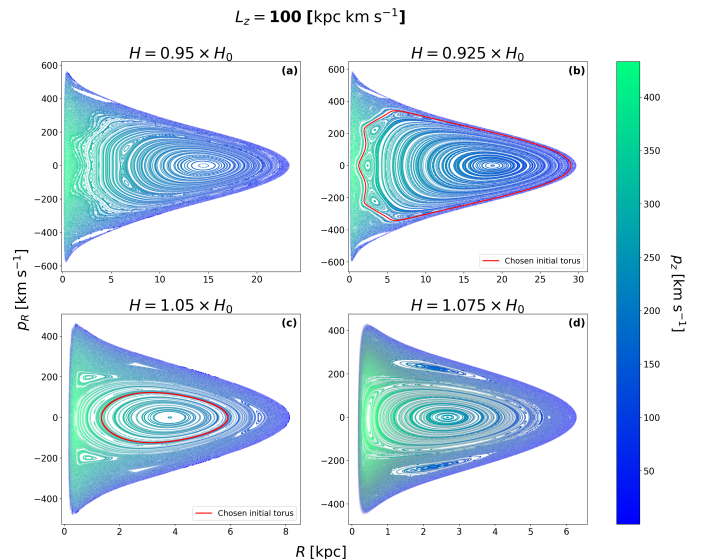 L_z = 100 [kpc km s⁻¹]
H = 0.95 × H₀
H = 0.925 × H₀
(a)
(b)
600
400
200
0
−200
−400
−600
0 5 10 15 20
600
400
200
0
−200
−400
−600
0 5 10 15 20 25 30
Chosen initial torus
H = 1.05 × H₀
H = 1.075 × H₀
(c)
(d)
400
200
0
−200
−400
0 2 4 6 8
Chosen initial torus
400
200
0
−200
−400
0 1 2 3 4 5 6
p_R [km s⁻¹]
R [kpc]
400
350
300
250
200
150
100
50
p_z [km s⁻¹]